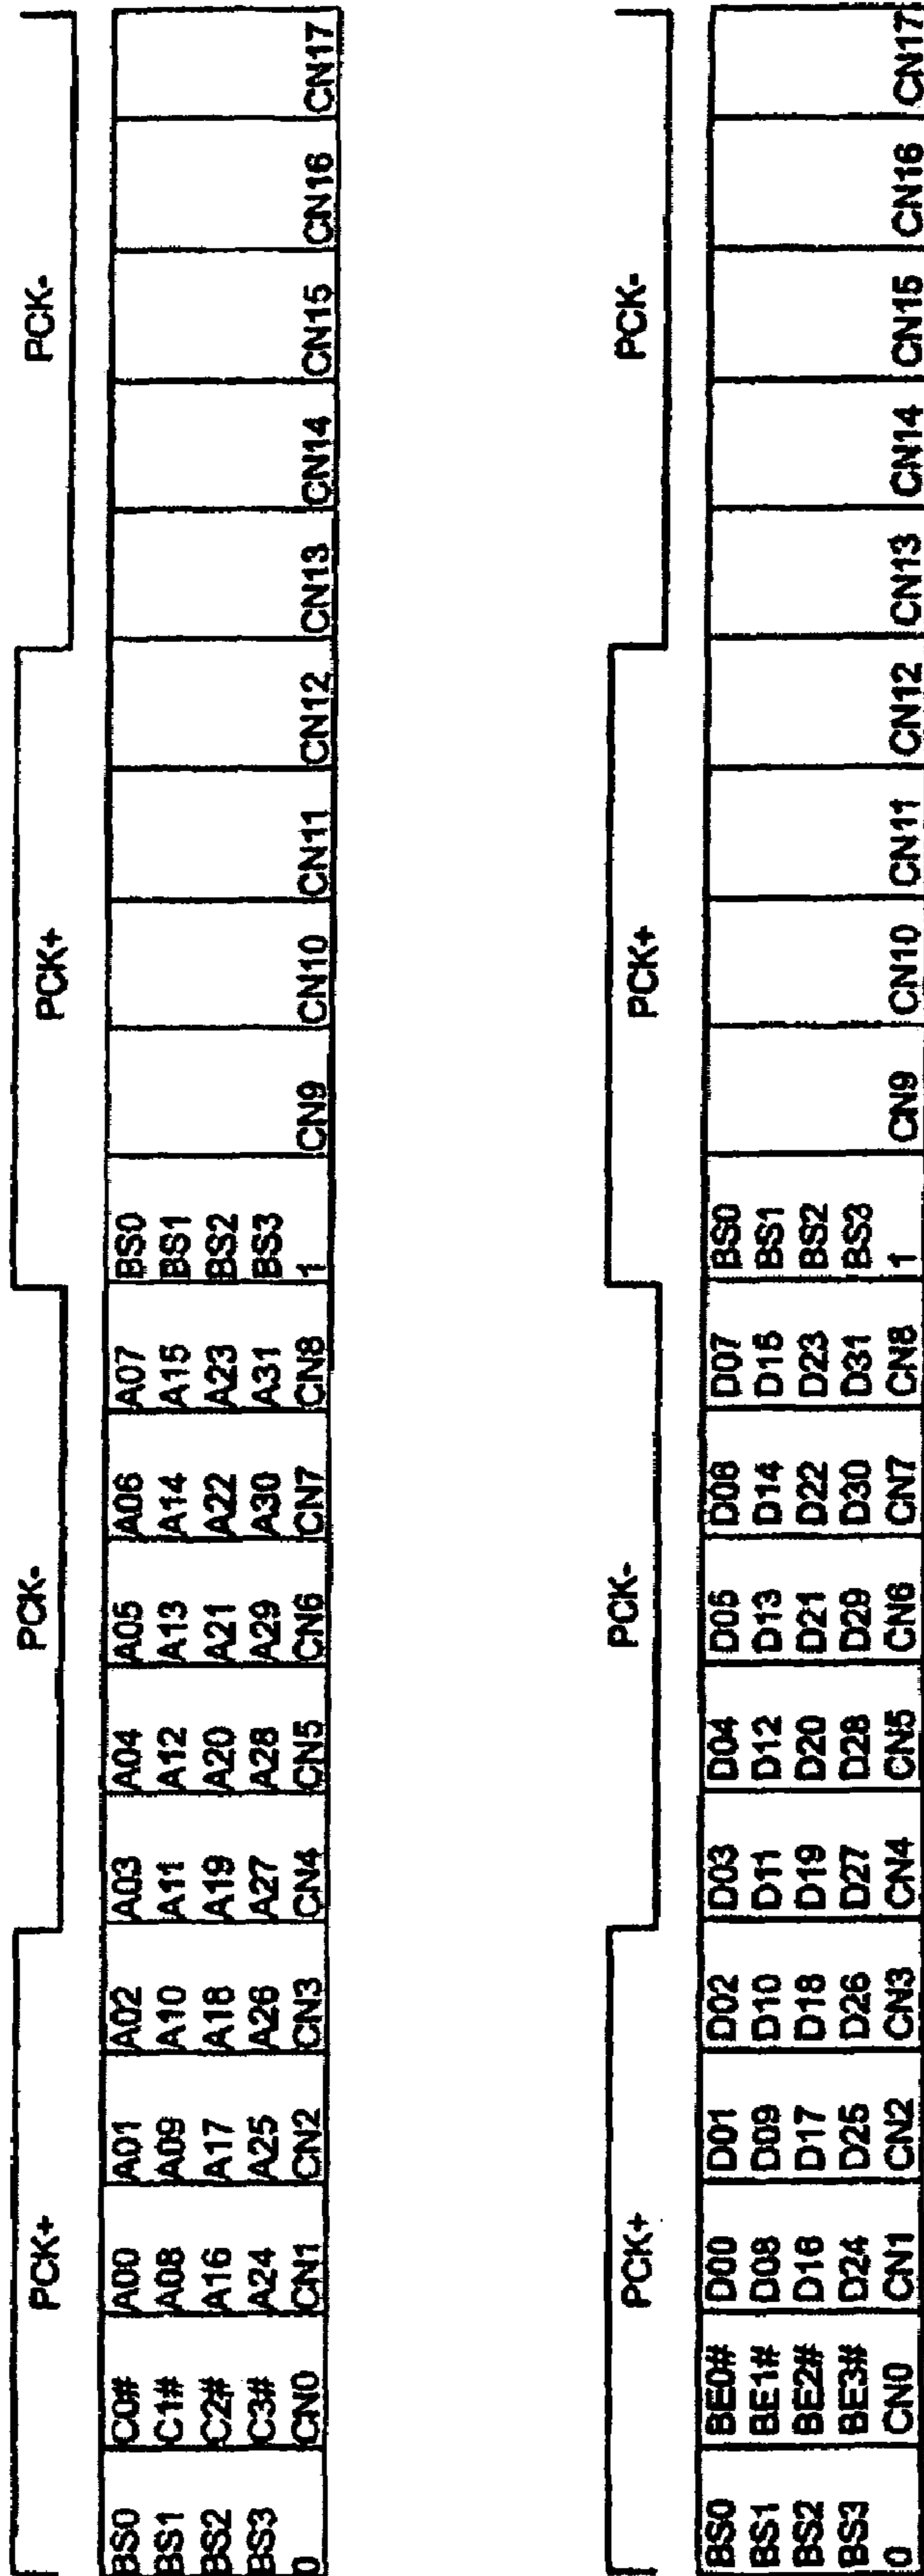 PCK+ PCK- PCK+ PCK-
BS0 C0# A00 A01 A02 A03 A04 A05 A06 A07 BS0
BS1 C1# A08 A09 A10 A11 A12 A13 A14 A15 BS1
BS2 C2# A16 A17 A18 A19 A20 A21 A22 A23 BS2
BS3 C3# A24 A25 A26 A27 A28 A29 A30 A31 BS3
0 CN0 CN1 CN2 CN3 CN4 CN5 CN6 CN7 CN8 1 CN9 CN10 CN11 CN12 CN13 CN14 CN15 CN16 CN17
PCK+ PCK- PCK+ PCK-
BS0 BE0# D00 D01 D02 D03 D04 D05 D06 D07 BS0
BS1 BE1# D08 D09 D10 D11 D12 D13 D14 D15 BS1
BS2 BE2# D16 D17 D18 D19 D20 D21 D22 D23 BS2
BS3 BE3# D24 D25 D26 D27 D28 D29 D30 D31 BS3
0 CN0 CN1 CN2 CN3 CN4 CN5 CN6 CN7 CN8 1 CN9 CN10 CN11 CN12 CN13 CN14 CN15 CN16 CN17